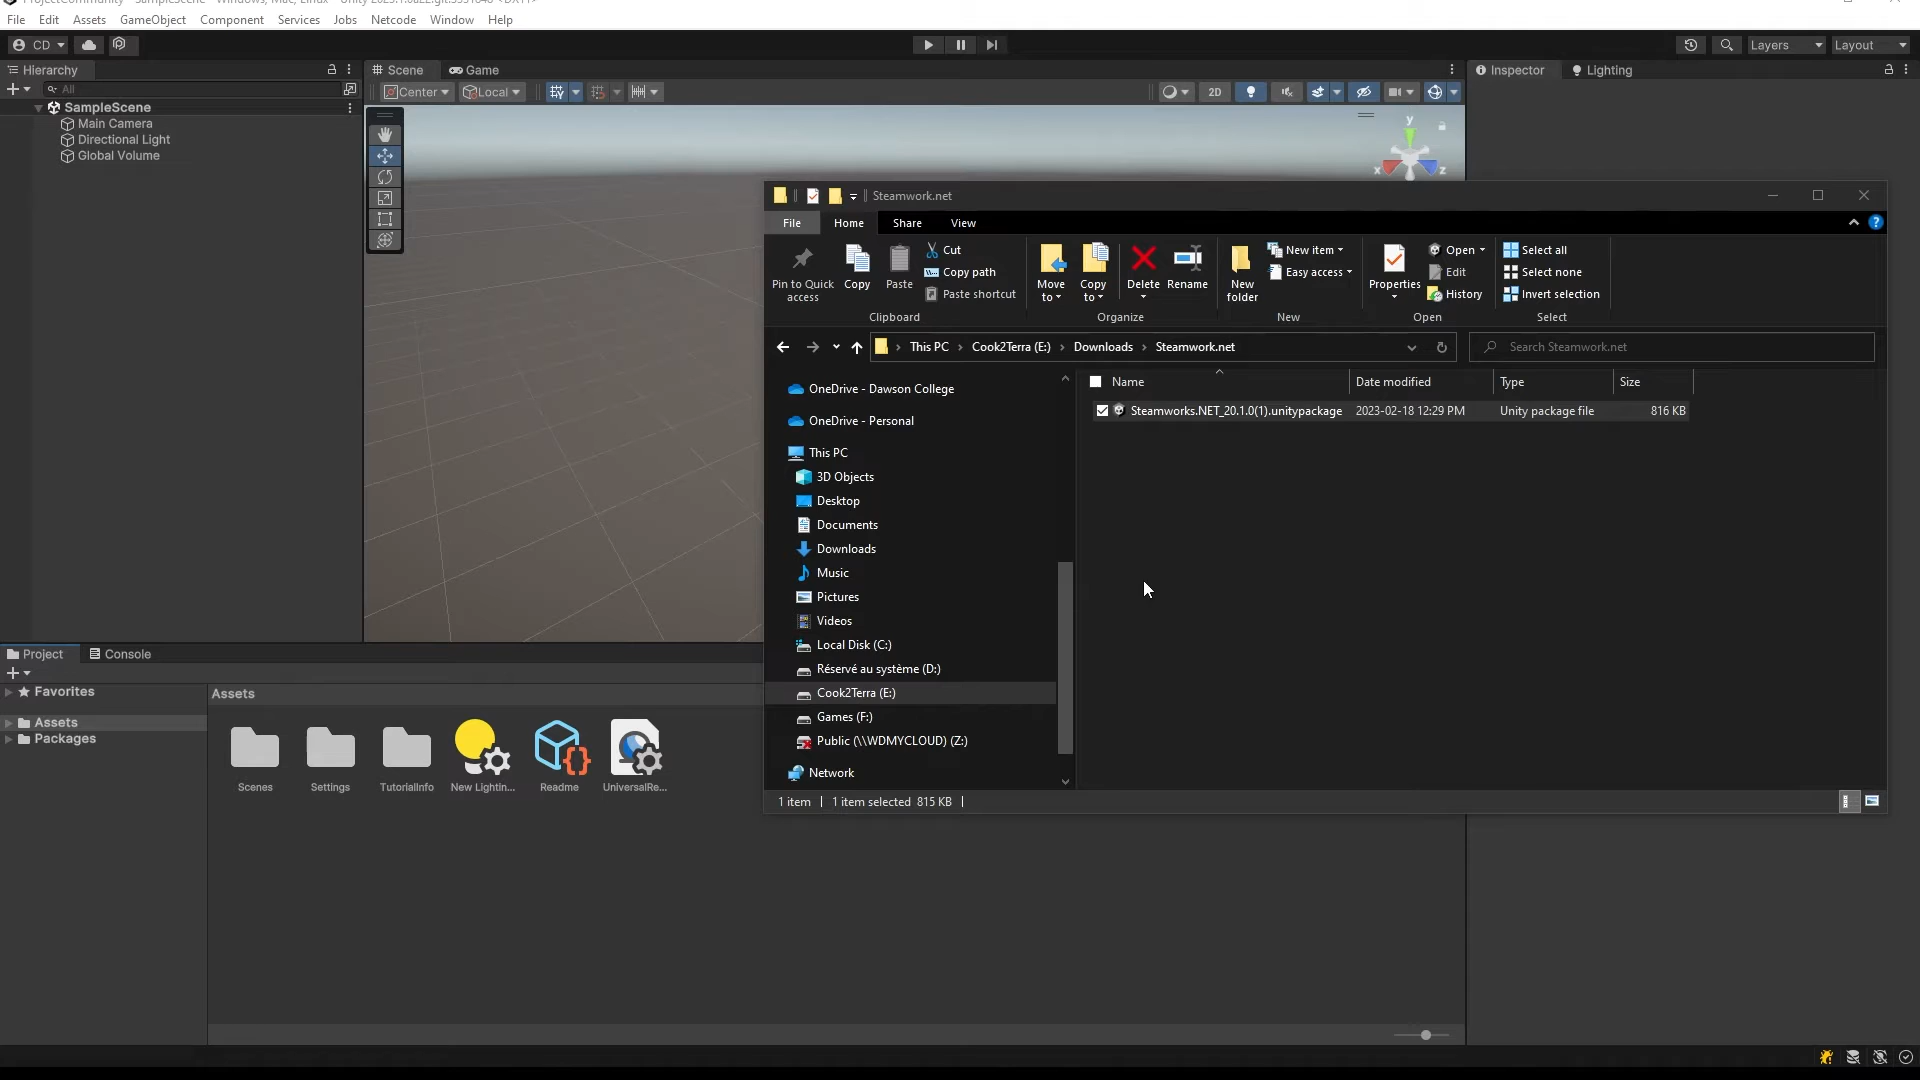 File Edit Assets GameObject Component Services Jobs Netcode Window Help
CD
Layers
Layout
Hierarchy
Scene
Game
Inspector
Lighting
All
Center
Local
2D
SampleScene
Main Camera
Directional Light
Global Volume
y
x
z
Steamwork.net
File
Home
Share
View
Pin to Quick access
Copy
Paste
Cut
Copy path
Paste shortcut
Clipboard
Move to
Copy to
Delete
Rename
Organize
New folder
New item
Easy access
New
Properties
Open
Edit
History
Open
Select all
Select none
Invert selection
Select
This PC
Cook2Terra (E:)
Downloads
Steamwork.net
Search Steamwork.net
Name
Date modified
Type
Size
Steamworks.NET_20.1.0(1).unitypackage
2023-02-18 12:29 PM
Unity package file
816 KB
OneDrive - Dawson College
OneDrive - Personal
This PC
3D Objects
Desktop
Documents
Downloads
Music
Pictures
Videos
Local Disk (C:)
Réservé au système (D:)
Cook2Terra (E:)
Games (F:)
Public (\\WDMYCLOUD) (Z:)
Network
1 item
1 item selected 815 KB
Project
Console
Favorites
Assets
Packages
Assets
Scenes
Settings
TutorialInfo
New Lightin...
Readme
UniversalRe...